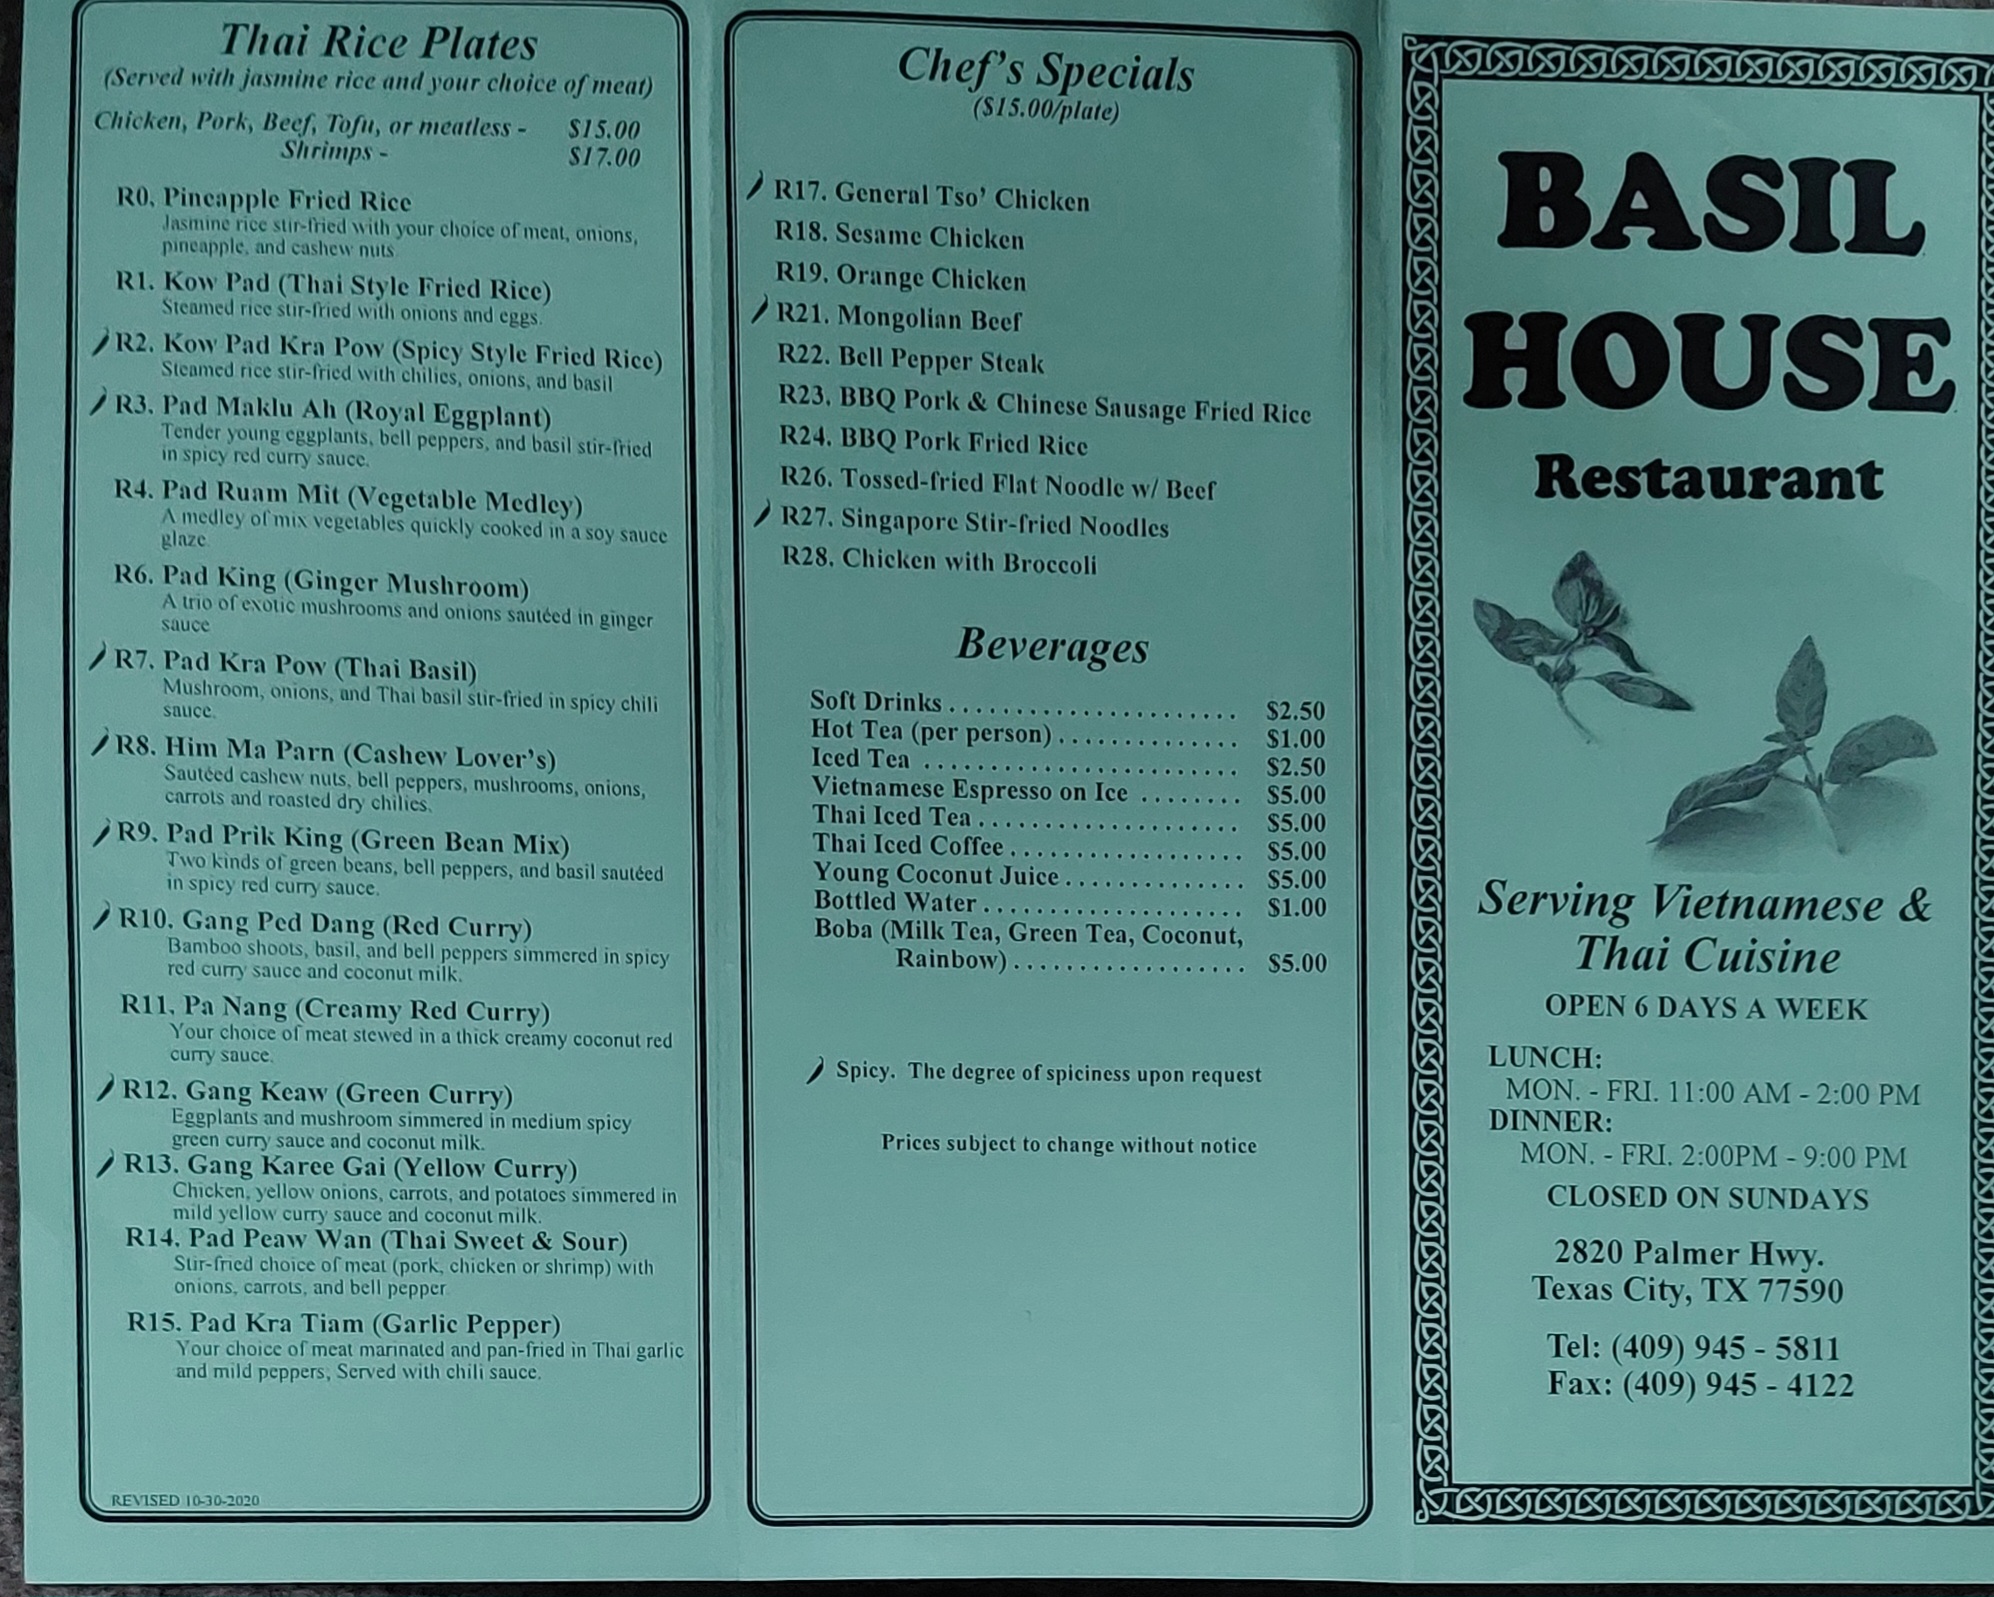 Thai Rice Plates
(Served with jasmine rice and your choice of meat)
Chicken, Pork, Beef, Tofu, or meatless - $15.00
Shrimps - $17.00
R0. Pineapple Fried Rice
Jasmine rice stir-fried with your choice of meat, onions,
pineapple, and cashew nuts.
R1. Kow Pad (Thai Style Fried Rice)
Steamed rice stir-fried with onions and eggs.
R2. Kow Pad Kra Pow (Spicy Style Fried Rice)
Steamed rice stir-fried with chilies, onions, and basil
R3. Pad Maklu Ah (Royal Eggplant)
Tender young eggplants, bell peppers, and basil stir-fried
in spicy red curry sauce.
R4. Pad Ruam Mit (Vegetable Medley)
A medley of mix vegetables quickly cooked in a soy sauce
glaze.
R6. Pad King (Ginger Mushroom)
A trio of exotic mushrooms and onions sautéed in ginger
sauce
R7. Pad Kra Pow (Thai Basil)
Mushroom, onions, and Thai basil stir-fried in spicy chili
sauce.
R8. Him Ma Parn (Cashew Lover's)
Sautéed cashew nuts, bell peppers, mushrooms, onions,
carrots and roasted dry chilies.
R9. Pad Prik King (Green Bean Mix)
Two kinds of green beans, bell peppers, and basil sautéed
in spicy red curry sauce.
R10. Gang Ped Dang (Red Curry)
Bamboo shoots, basil, and bell peppers simmered in spicy
red curry sauce and coconut milk.
R11. Pa Nang (Creamy Red Curry)
Your choice of meat stewed in a thick creamy coconut red
curry sauce.
R12. Gang Keaw (Green Curry)
Eggplants and mushroom simmered in medium spicy
green curry sauce and coconut milk.
R13. Gang Karee Gai (Yellow Curry)
Chicken, yellow onions, carrots, and potatoes simmered in
mild yellow curry sauce and coconut milk.
R14. Pad Peaw Wan (Thai Sweet & Sour)
Stir-fried choice of meat (pork, chicken or shrimp) with
onions, carrots, and bell pepper
R15. Pad Kra Tiam (Garlic Pepper)
Your choice of meat marinated and pan-fried in Thai garlic
and mild peppers; Served with chili sauce.
REVISED 10-30-2020
Chef's Specials
($15.00/plate)
R17. General Tso' Chicken
R18. Sesame Chicken
R19. Orange Chicken
R21. Mongolian Beef
R22. Bell Pepper Steak
R23. BBQ Pork & Chinese Sausage Fried Rice
R24. BBQ Pork Fried Rice
R26. Tossed-fried Flat Noodle w/ Beef
R27. Singapore Stir-fried Noodles
R28. Chicken with Broccoli
Beverages
Soft Drinks . . . . . . . . . . . . . . . . . . . . . . $2.50
Hot Tea (per person) . . . . . . . . . . . . . . $1.00
Iced Tea . . . . . . . . . . . . . . . . . . . . . . . . $2.50
Vietnamese Espresso on Ice . . . . . . . . $5.00
Thai Iced Tea . . . . . . . . . . . . . . . . . . . . $5.00
Thai Iced Coffee . . . . . . . . . . . . . . . . . . $5.00
Young Coconut Juice . . . . . . . . . . . . . . $5.00
Bottled Water . . . . . . . . . . . . . . . . . . . . $1.00
Boba (Milk Tea, Green Tea, Coconut,
Rainbow) . . . . . . . . . . . . . . . . . . $5.00
Spicy. The degree of spiciness upon request
Prices subject to change without notice
BASIL
HOUSE
Restaurant
Serving Vietnamese &
Thai Cuisine
OPEN 6 DAYS A WEEK
LUNCH:
MON. - FRI. 11:00 AM - 2:00 PM
DINNER:
MON. - FRI. 2:00PM - 9:00 PM
CLOSED ON SUNDAYS
2820 Palmer Hwy.
Texas City, TX 77590
Tel: (409) 945 - 5811
Fax: (409) 945 - 4122